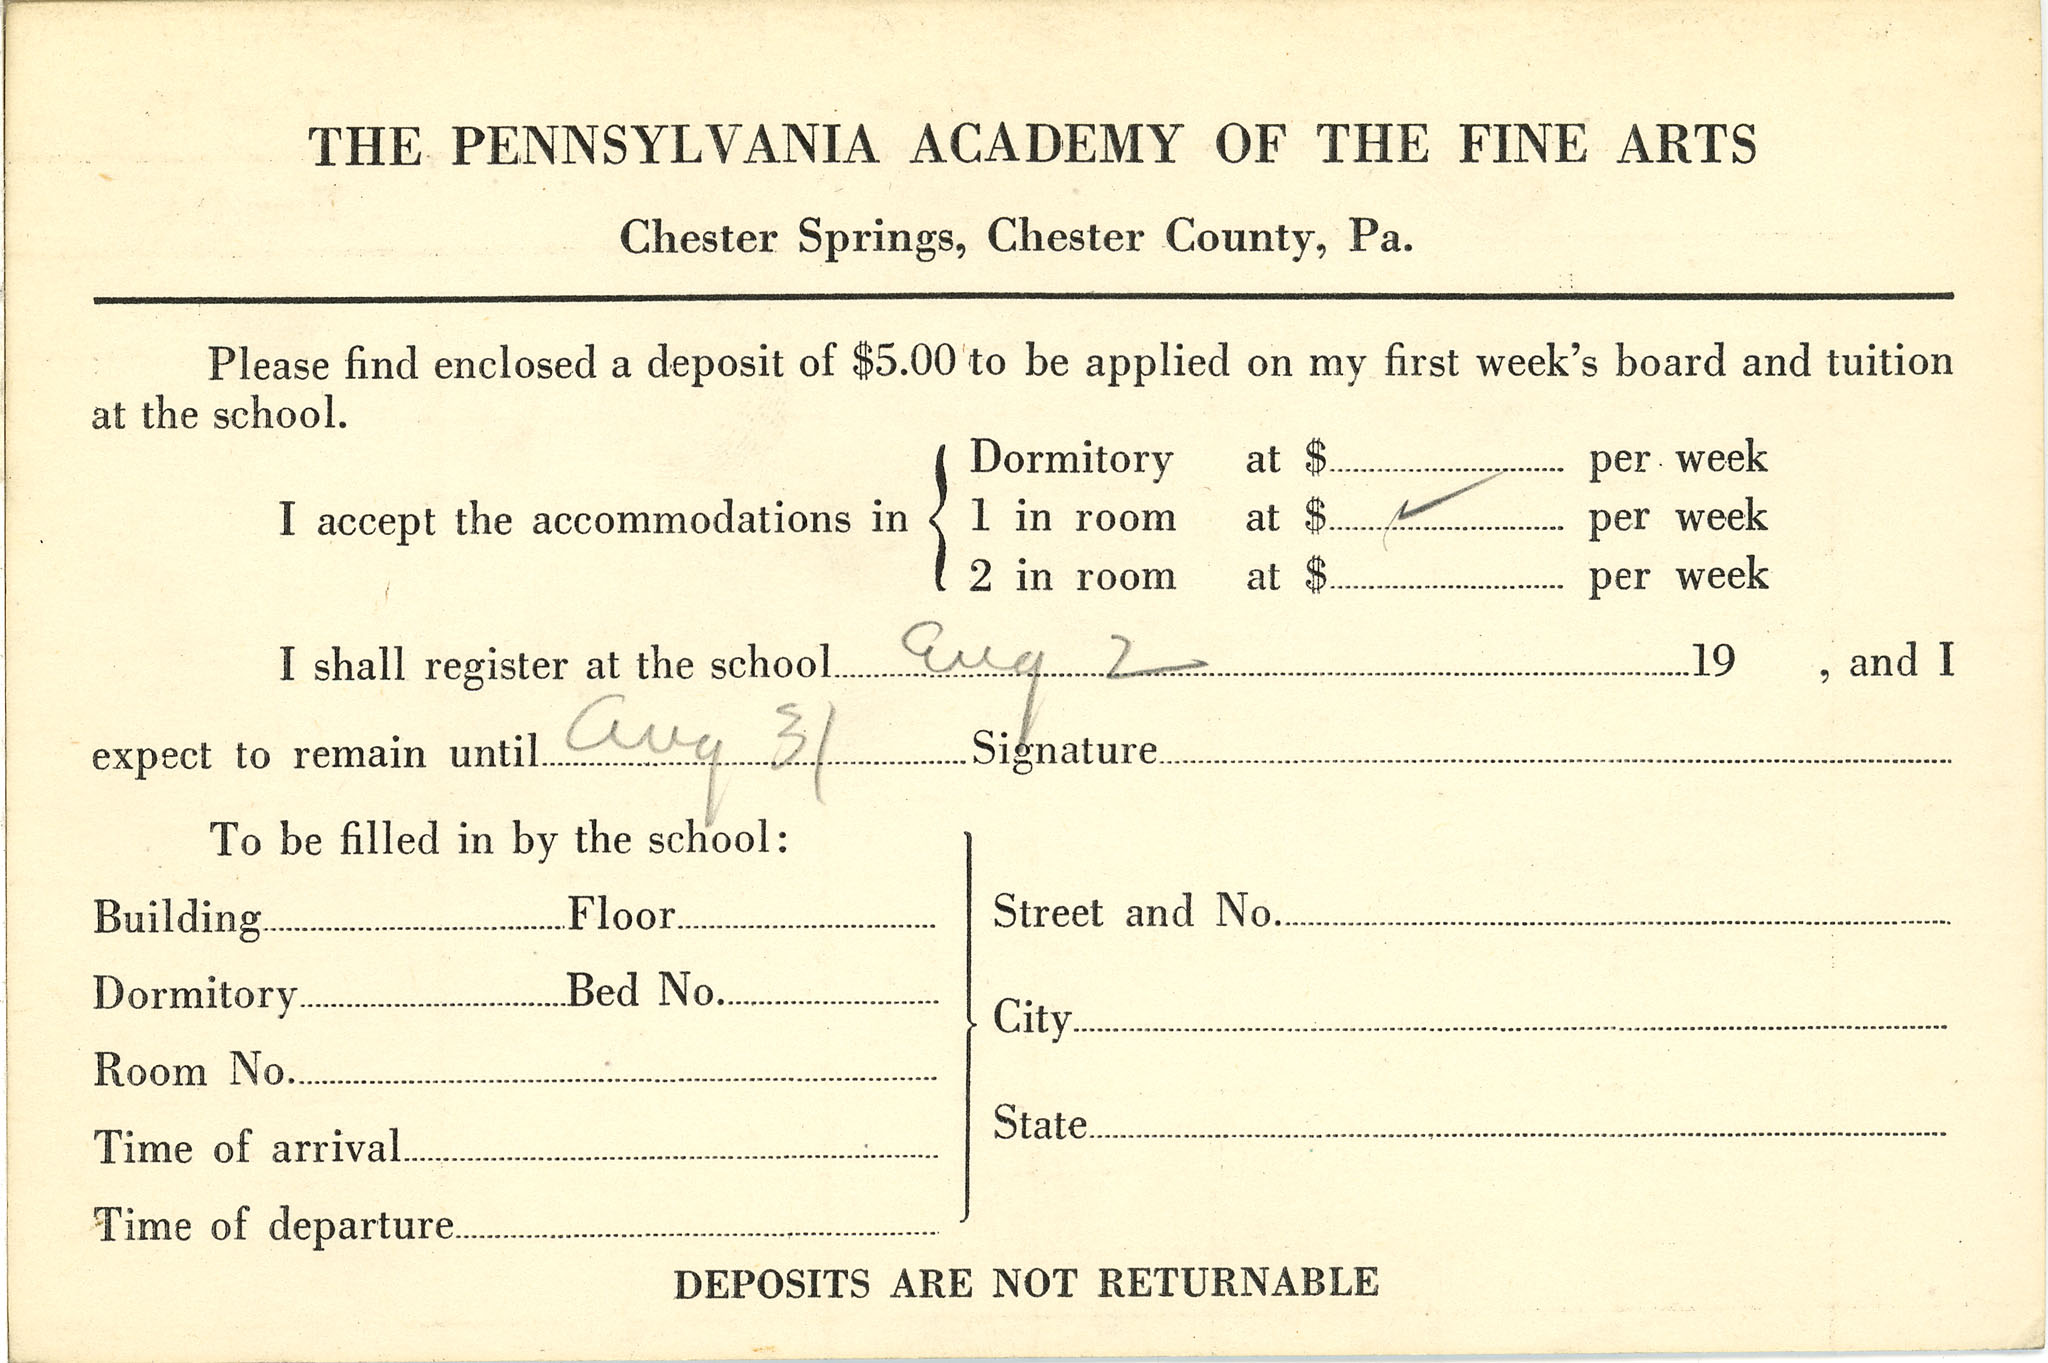 THE PENNSYLVANIA ACADEMY OF THE FINE ARTS
Chester Springs, Chester County, Pa.
Please find enclosed a deposit of $5.00 to be applied on my first week's board and tuition
at the school.
Dormitory at $.......... per week
I accept the accommodations in { 1 in room at $.....✓..... per week
2 in room at $.......... per week
I shall register at the school.....Aug 2..........19 , and I
expect to remain until.....Aug 31.....Signature..........
To be filled in by the school:
Building..........Floor..........
Dormitory..........Bed No...........
Room No...........
Time of arrival..........
Time of departure..........
Street and No...........
City..........
State..........
DEPOSITS ARE NOT RETURNABLE